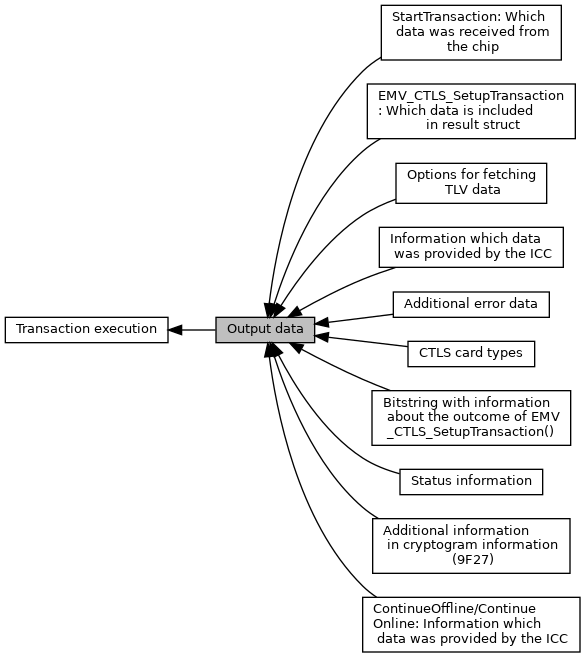 StartTransaction: Which
data was received from
the chip
EMV_CTLS_SetupTransaction
: Which data is included
in result struct
Options for fetching
TLV data
Information which data
was provided by the ICC
Additional error data
Transaction execution
Output data
CTLS card types
Bitstring with information
about the outcome of EMV
_CTLS_SetupTransaction()
Status information
Additional information
in cryptogram information
(9F27)
ContinueOffline/Continue
Online: Information which
data was provided by the ICC